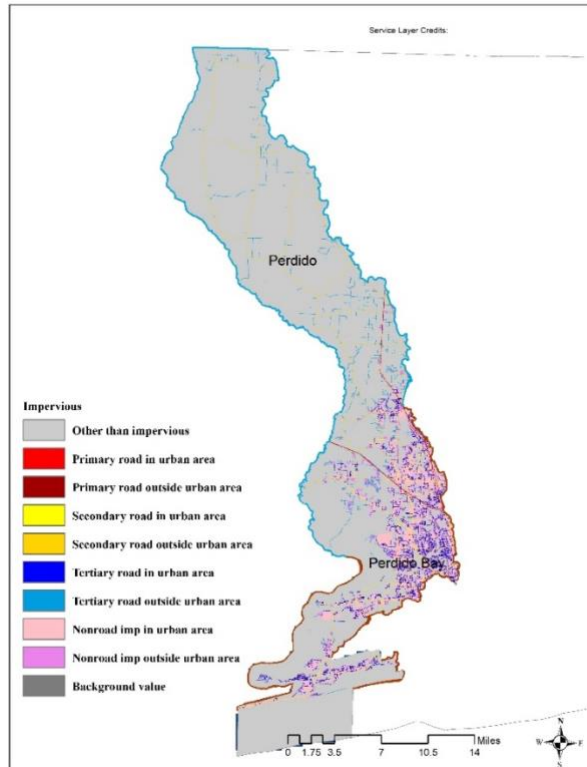 Service Layer Credits:
Perdido
Impervious
Other than impervious
Primary road in urban area
Primary road outside urban area
Secondary road in urban area
Secondary road outside urban area
Tertiary road in urban area
Tertiary road outside urban area
Nonroad imp in urban area
Nonroad imp outside urban area
Background value
Perdido Bay
Miles
0 1.75 3.5 7 10.5 14
N
W E
S